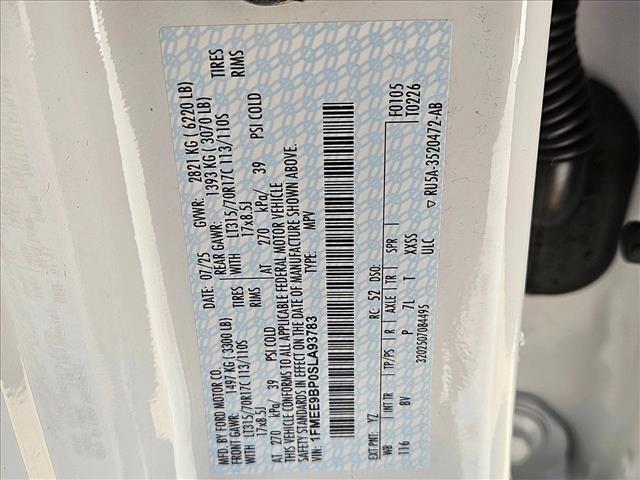 MFD. BY FORD MOTOR CO.
DATE: 07/25 GVWR: 2821 KG ( 6220 LB)
FRONT GAWR: REAR GAWR: 1393 KG ( 3070 LB)
1497 KG ( 3300 LB) TIRES WITH LT315/70R17C 113/110S TIRES
WITH LT315/70R17C 113/110S RIMS 17x8.5J RIMS
17x8.5J AT 270 kPa/ 39 PSI COLD
AT 270 kPa/ 39 PSI COLD
THIS VEHICLE CONFORMS TO ALL APPLICABLE FEDERAL MOTOR VEHICLE
SAFETY STANDARDS IN EFFECT ON THE DATE OF MANUFACTURE SHOWN ABOVE.
VIN: 1FMEE9BP0SLA93783 TYPE: MPV
F0105
T0226
EXT PNT: YZ RC: 52 DSO:
WB INT TR TP/PS R AXLE TR SPR
116 8V P 7L T XXSS
ULC
3202507084495 ▽ RU5A-3520472-AB